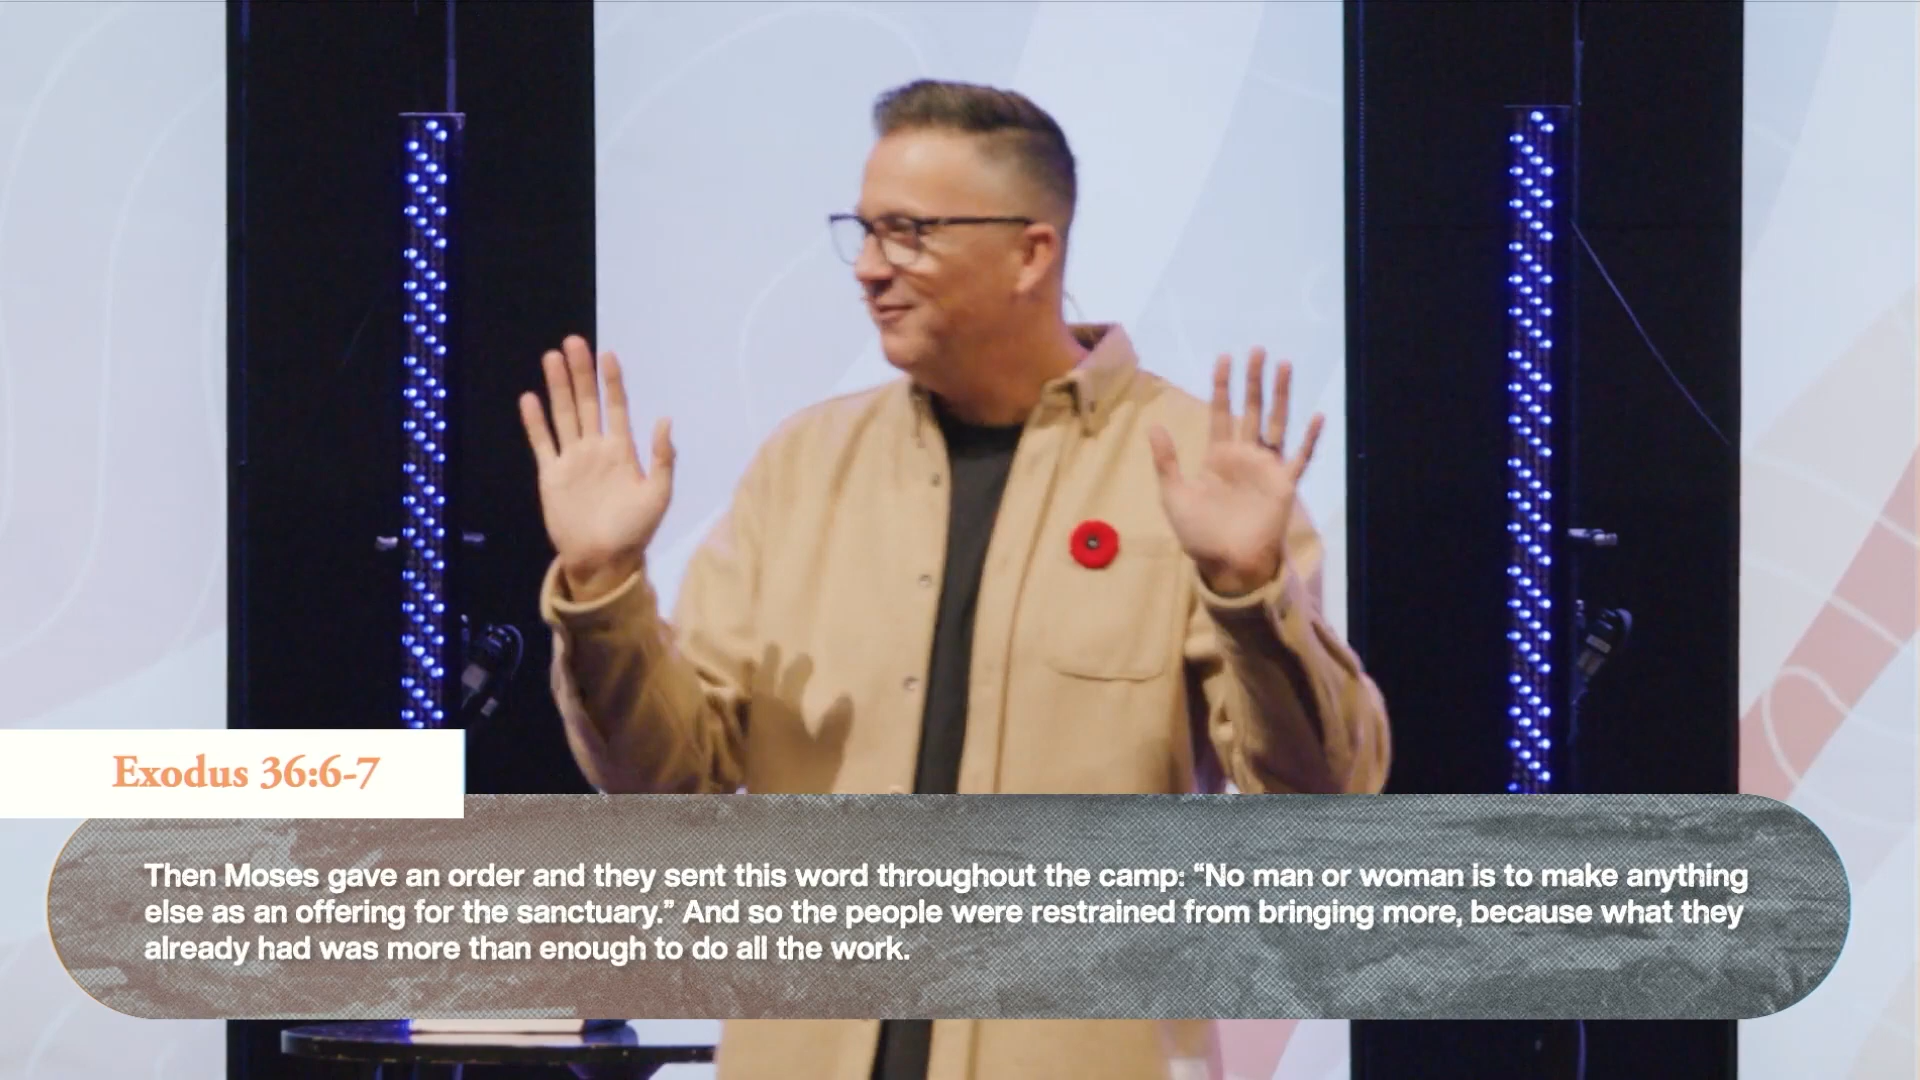 Exodus 36:6-7
Then Moses gave an order and they sent this word throughout the camp: “No man or woman is to make anything
else as an offering for the sanctuary.” And so the people were restrained from bringing more, because what they
already had was more than enough to do all the work.